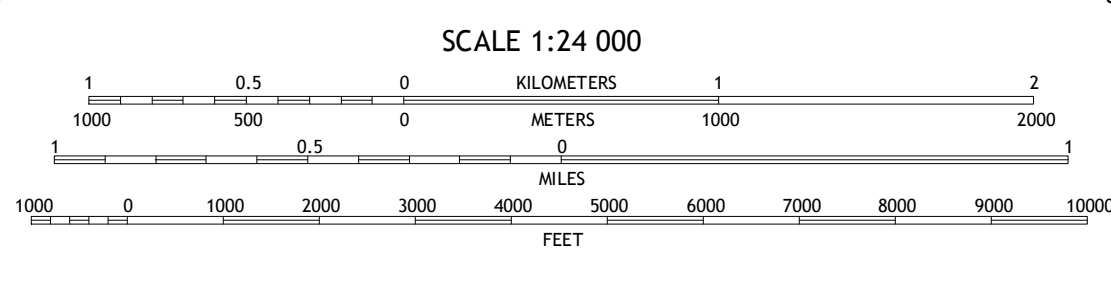 SCALE 1:24 000
1 0.5 0 KILOMETERS 1 2
1000 500 0 METERS 1000 2000
1 0.5 0 1
MILES
1000 0 1000 2000 3000 4000 5000 6000 7000 8000 9000 10000
FEET